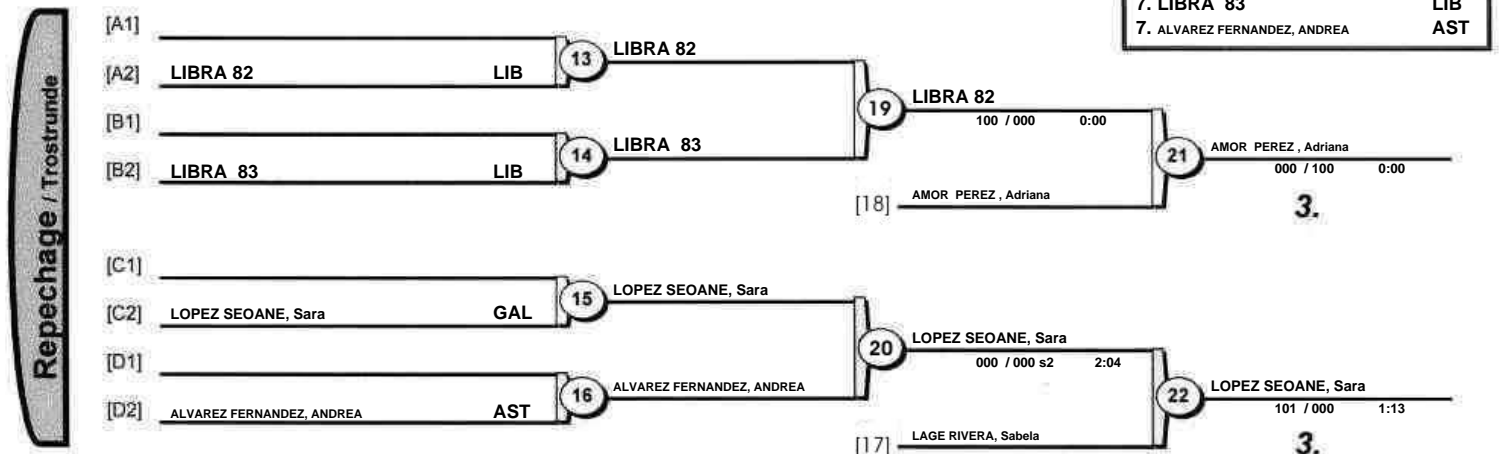 7. LIBRA 83 LIB
7. ALVAREZ FERNANDEZ, ANDREA AST
Repechage / Trostrunde
[A1]
[A2] LIBRA 82 LIB
13 LIBRA 82
[B1]
[B2] LIBRA 83 LIB
14 LIBRA 83
19 LIBRA 82
100 / 000 0:00
[18] AMOR PEREZ , Adriana
21 AMOR PEREZ , Adriana
000 / 100 0:00
3.
[C1]
[C2] LOPEZ SEOANE, Sara GAL
15 LOPEZ SEOANE, Sara
[D1]
[D2] ALVAREZ FERNANDEZ, ANDREA AST
16 ALVAREZ FERNANDEZ, ANDREA
20 LOPEZ SEOANE, Sara
000 / 000 s2 2:04
[17] LAGE RIVERA, Sabela
22 LOPEZ SEOANE, Sara
101 / 000 1:13
3.